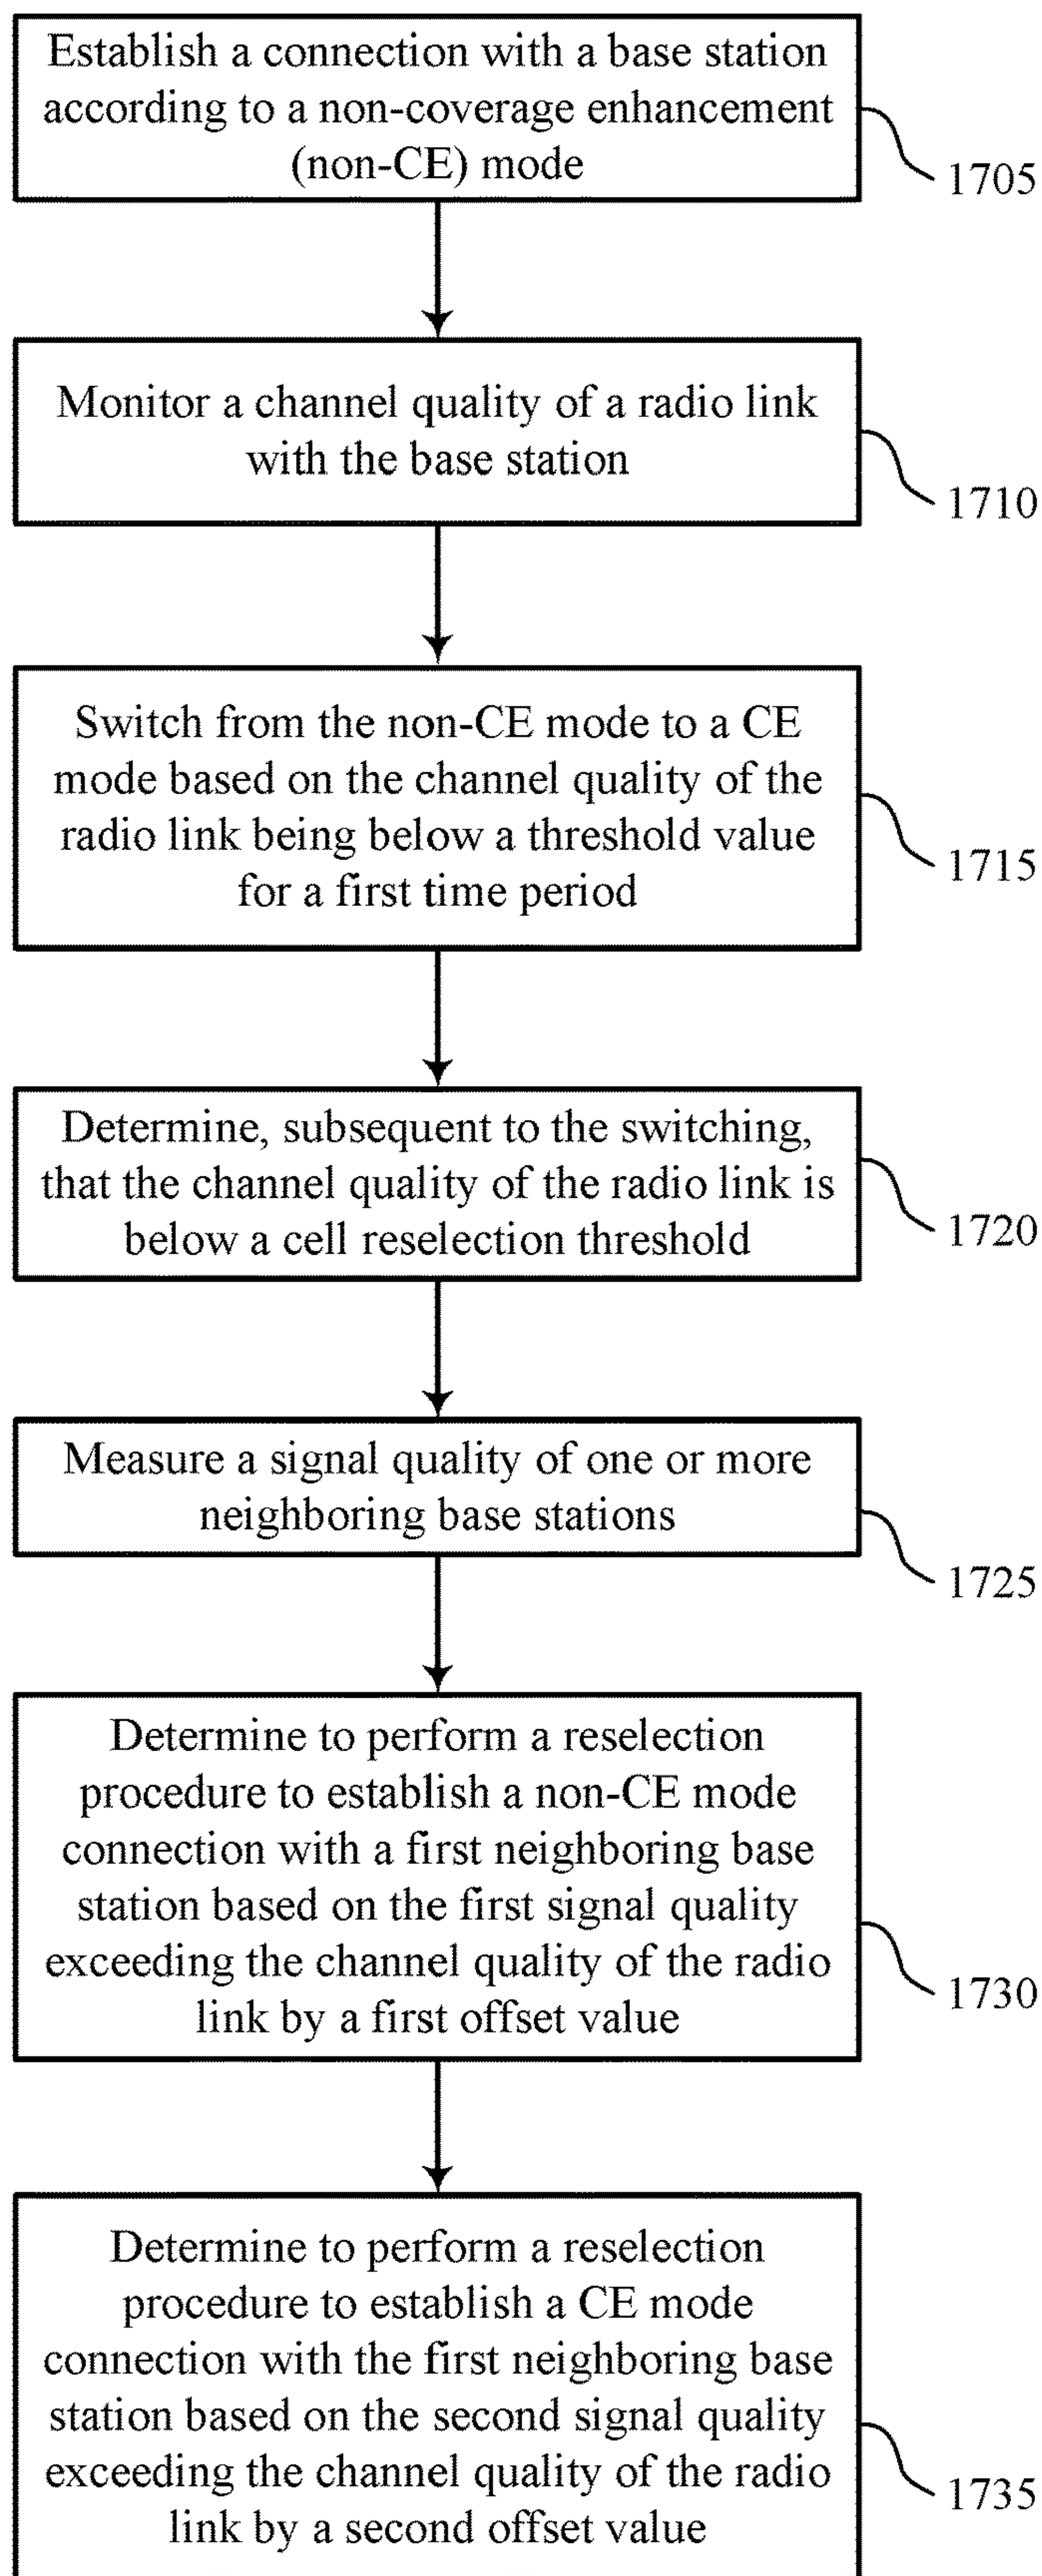 Establish a connection with a base station
according to a non-coverage enhancement
(non-CE) mode
1705
Monitor a channel quality of a radio link
with the base station
1710
Switch from the non-CE mode to a CE
mode based on the channel quality of the
radio link being below a threshold value
for a first time period
1715
Determine, subsequent to the switching,
that the channel quality of the radio link is
below a cell reselection threshold
1720
Measure a signal quality of one or more
neighboring base stations
1725
Determine to perform a reselection
procedure to establish a non-CE mode
connection with a first neighboring base
station based on the first signal quality
exceeding the channel quality of the radio
link by a first offset value
1730
Determine to perform a reselection
procedure to establish a CE mode
connection with the first neighboring base
station based on the second signal quality
exceeding the channel quality of the radio
link by a second offset value
1735